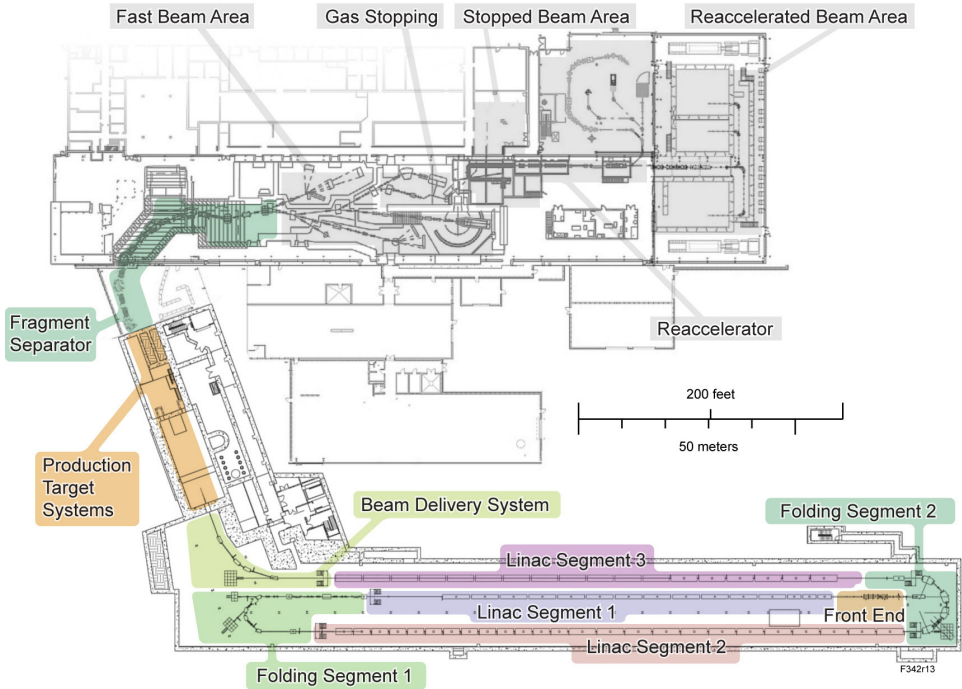 Fast Beam Area
Gas Stopping
Stopped Beam Area
Reaccelerated Beam Area
Fragment
Separator
Reaccelerator
200 feet
50 meters
Production
Target
Systems
Beam Delivery System
Folding Segment 2
Linac Segment 3
Linac Segment 1
Front End
Linac Segment 2
Folding Segment 1
F342r13